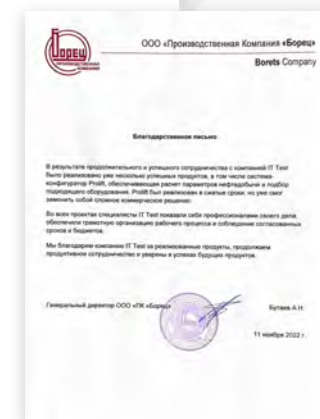 Борец
ПРОИЗВОДСТВЕННАЯ
КОМПАНИЯ
ООО «Производственная Компания «Борец»
Borets Company
Благодарственное письмо
В результате продолжительного и успешного сотрудничества с компанией IT Test
было реализовано уже несколько успешных продуктов, в том числе система-
конфигуратор Prolift, обеспечивающая расчет параметров нефтедобычи и подбор
подходящего оборудования. Prolift был реализован в сжатые сроки, но уже смог
заменить собой сложное коммерческое решение.
Во всех проектах специалисты IT Test показали себя профессионалами своего дела,
обеспечили грамотную организацию рабочего процесса и соблюдение согласованных
сроков и бюджетов.
Мы благодарим компанию IT Test за реализованные продукты, продолжаем
продуктивное сотрудничество и уверены в успехах будущих продуктов.
Генеральный директор ООО «ПК «Борец»
Бутаев А.Н.
11 ноября 2022 г.